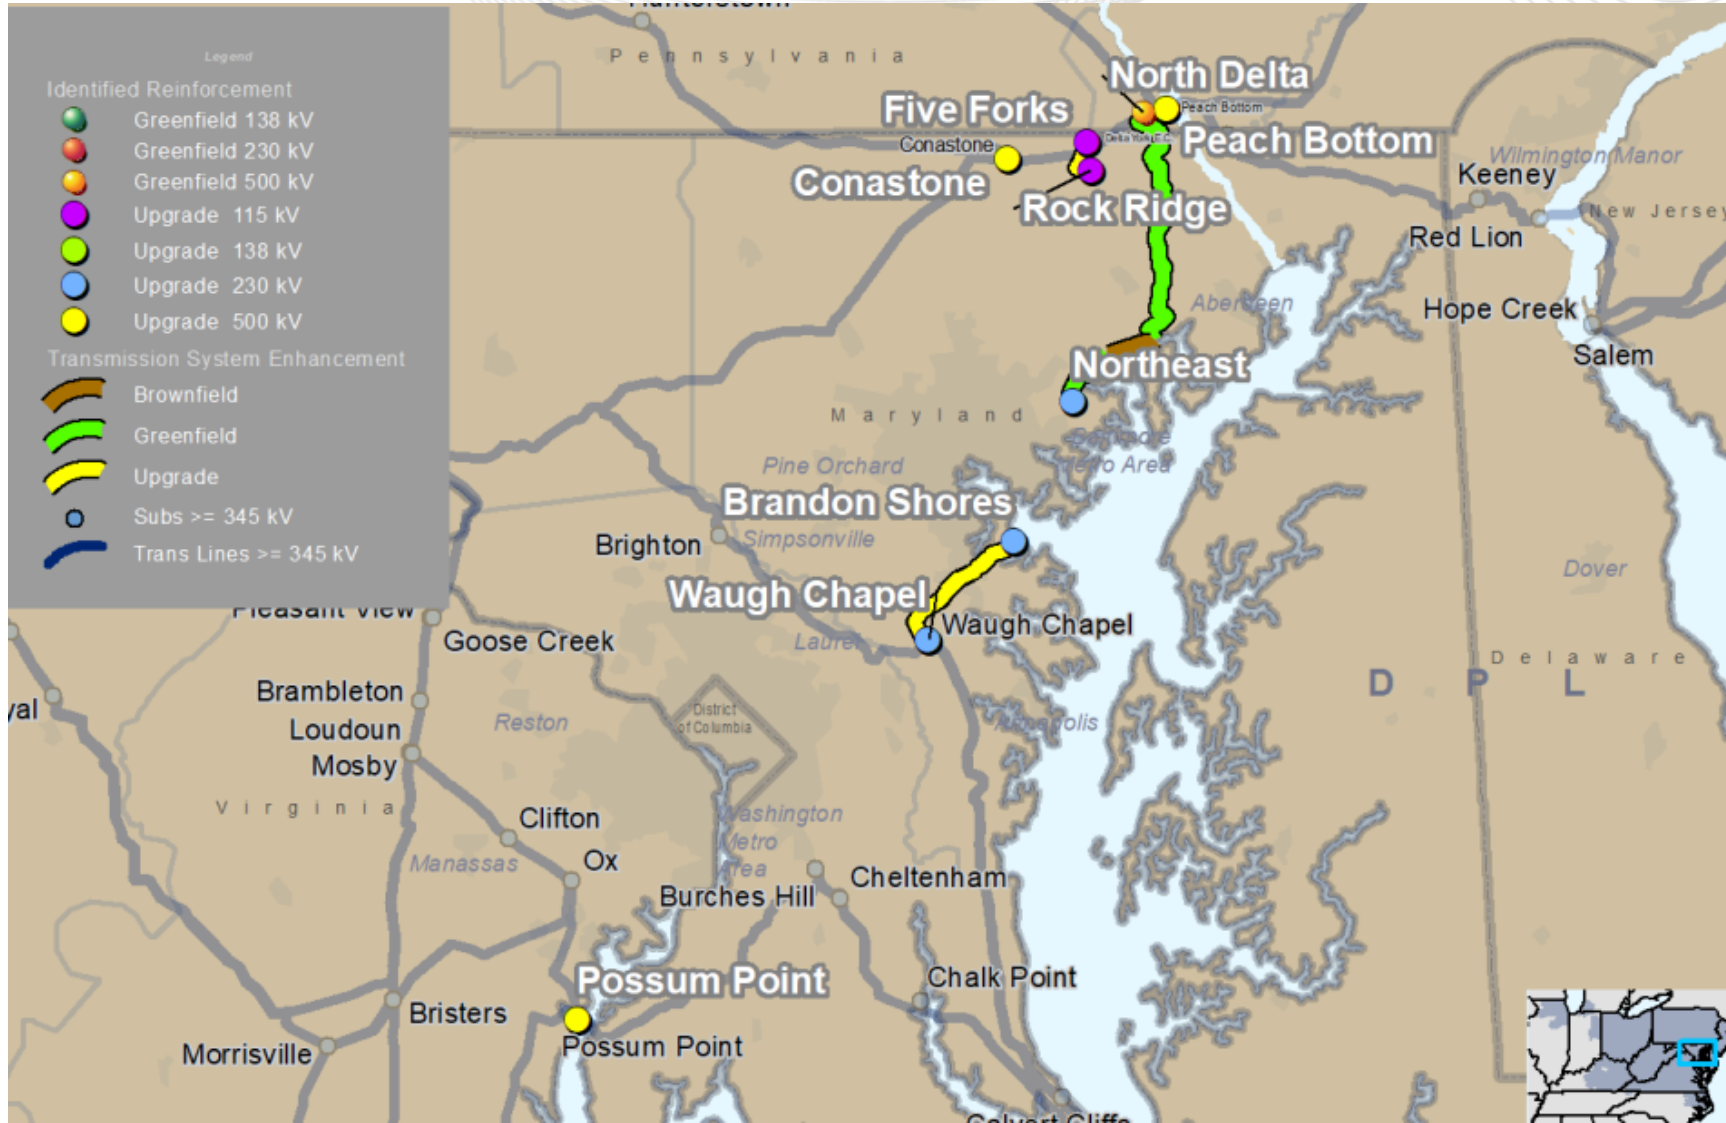 Legend
Identified Reinforcement
Greenfield 138 kV
Greenfield 230 kV
Greenfield 500 kV
Upgrade 115 kV
Upgrade 138 kV
Upgrade 230 kV
Upgrade 500 kV
Transmission System Enhancement
Brownfield
Greenfield
Upgrade
Subs >= 345 kV
Trans Lines >= 345 kV
Pennsylvania
North Delta
Peach Bottom
Five Forks
Peach Bottom
Conastone
Conastone
Rock Ridge
Wilmington Manor
Keeney
New Jersey
Red Lion
Aberdeen
Hope Creek
Salem
Northeast
Maryland
Baltimore
Metro Area
Pine Orchard
Brandon Shores
Brighton
Simpsonville
Dover
Waugh Chapel
Waugh Chapel
Pleasant View
Goose Creek
Laurel
Delaware
DPL
Brambleton
Loudoun
Mosby
Reston
District
of Columbia
Annapolis
Virginia
Clifton
Washington
Metro
Area
Manassas
Ox
Burches Hill
Cheltenham
Possum Point
Chalk Point
Bristers
Possum Point
Morrisville
Calvert Cliffs